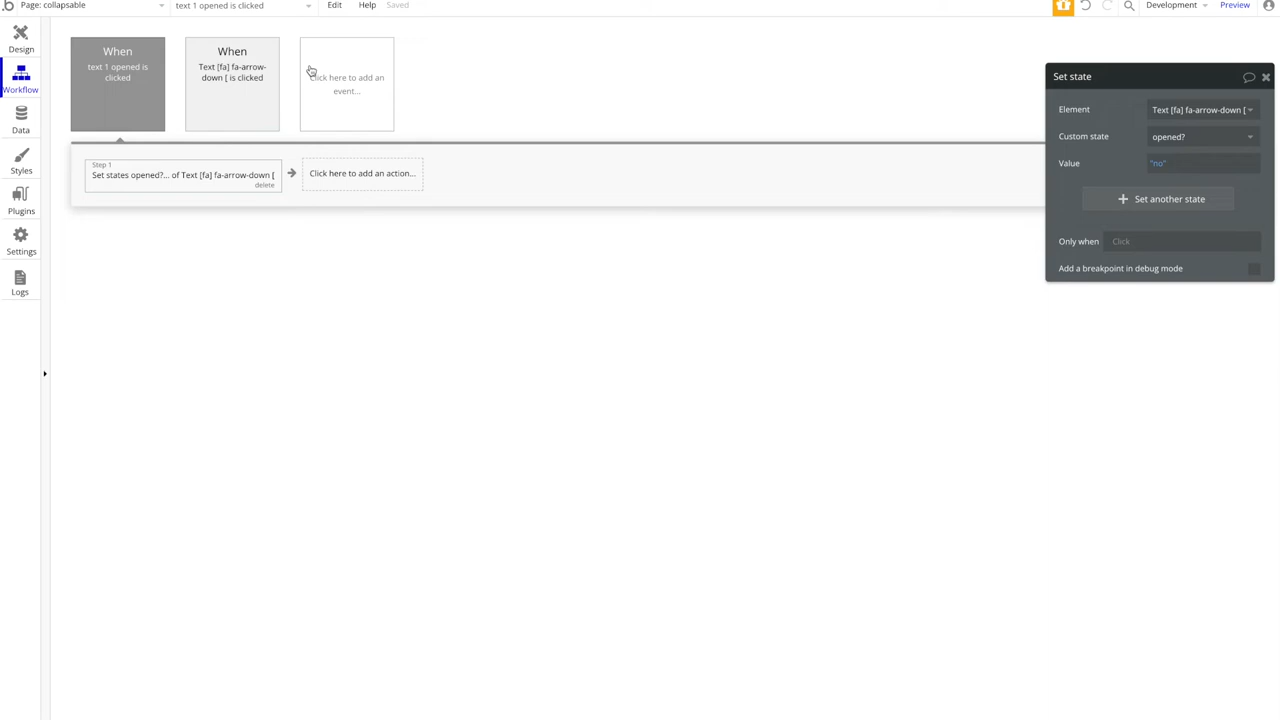 Page: collapsable
text 1 opened is clicked
Edit
Help
Saved
Development
Preview
Design
Workflow
Data
Styles
Plugins
Settings
Logs
When
text 1 opened is
clicked
When
Text [fa] fa-arrow-
down [ is clicked
Click here to add an
event...
Step 1
Set states opened?... of Text [fa] fa-arrow-down [
delete
Click here to add an action...
Set state
Element
Text [fa] fa-arrow-down [
Custom state
opened?
Value
"no"
Set another state
Only when
Click
Add a breakpoint in debug mode